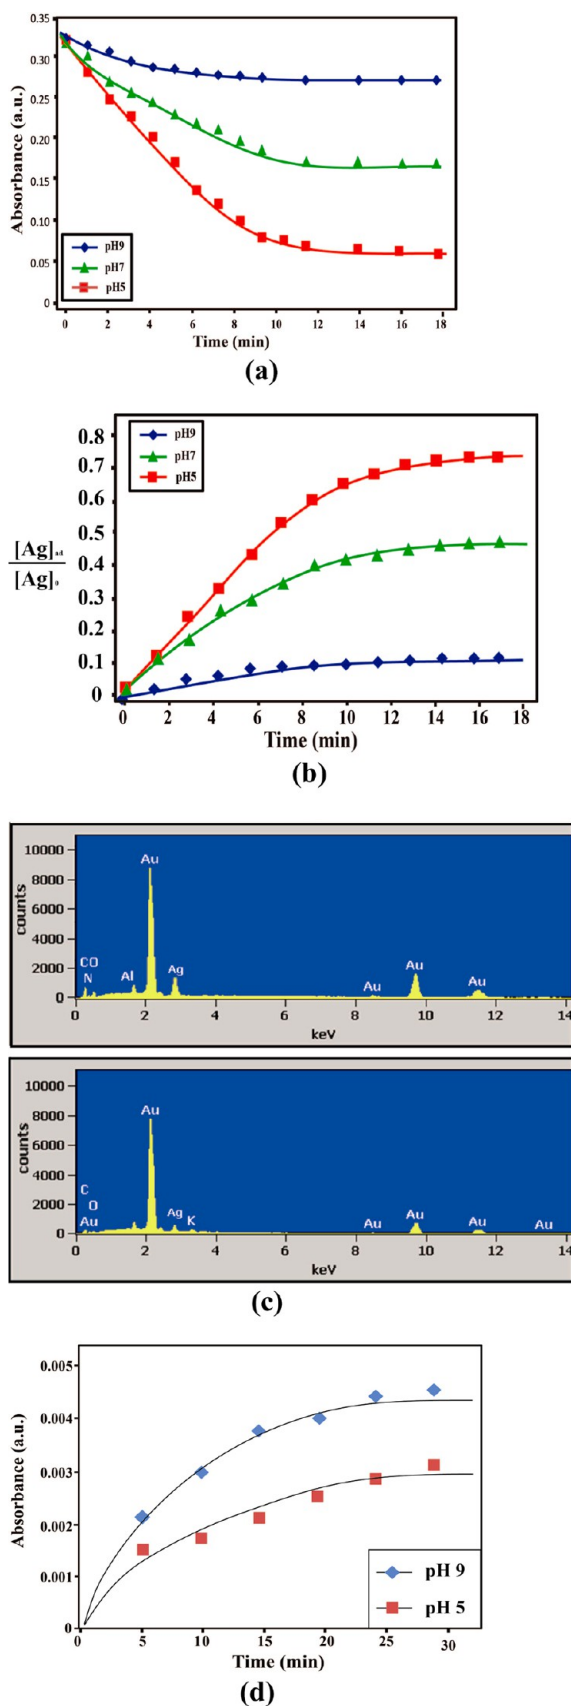 0.35
0.30
0.25
0.20
0.15
0.10
0.05
0
Absorbance (a.u.)
pH9
pH7
pH5
0 2 4 6 8 10 12 14 16 18
Time (min)
(a)
0.8
0.7
0.6
0.5
0.4
0.3
0.2
0.1
0
[Ag]ad
[Ag]0
pH9
pH7
pH5
0 2 4 6 8 10 12 14 16 18
Time (min)
(b)
10000
8000
6000
4000
2000
0
counts
Au
CO
N
Al
Ag
Au
Au
Au
0 2 4 6 8 10 12 14
keV
10000
8000
6000
4000
2000
0
counts
Au
C
O
Au
Ag
K
Au
Au
Au
Au
0 2 4 6 8 10 12 14
keV
(c)
0.005
0.004
0.003
0.002
0.001
0
Absorbance (a.u.)
pH 9
pH 5
0 5 10 15 20 25 30
Time (min)
(d)